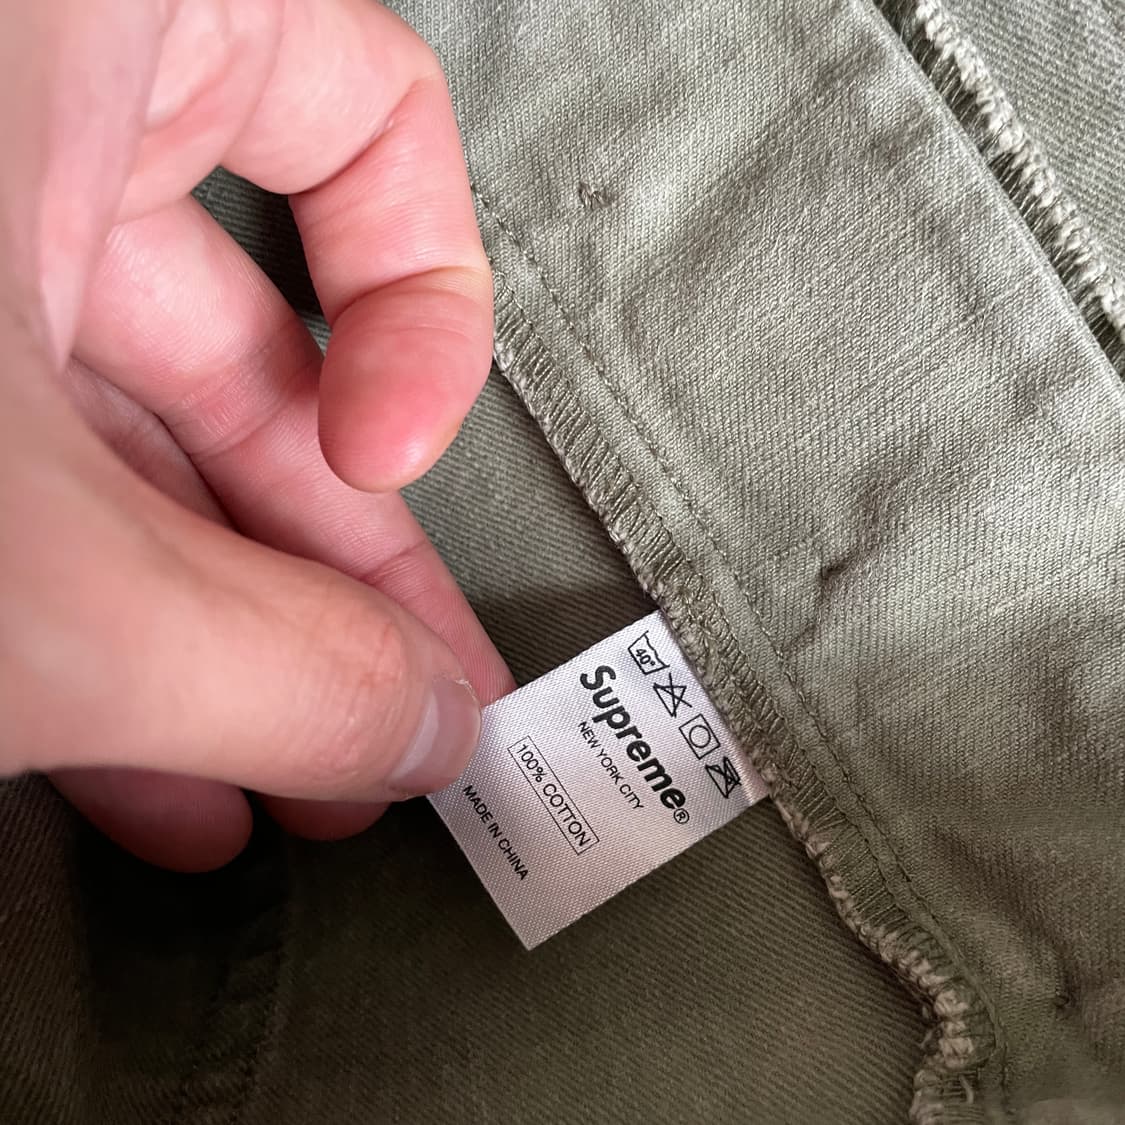 40°
Supreme®
NEW YORK CITY
100% COTTON
MADE IN CHINA